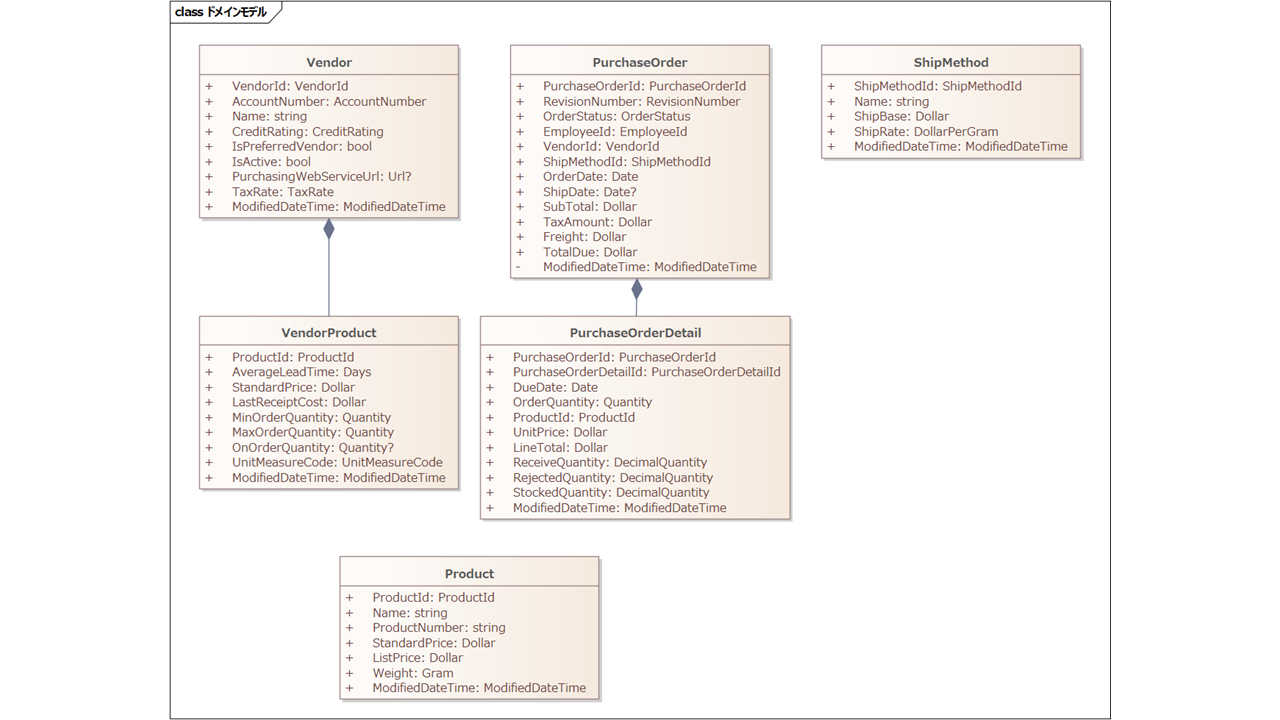 class ドメインモデル
Vendor
+ VendorId: VendorId
+ AccountNumber: AccountNumber
+ Name: string
+ CreditRating: CreditRating
+ IsPreferredVendor: bool
+ IsActive: bool
+ PurchasingWebServiceUrl: Url?
+ TaxRate: TaxRate
+ ModifiedDateTime: ModifiedDateTime
PurchaseOrder
+ PurchaseOrderId: PurchaseOrderId
+ RevisionNumber: RevisionNumber
+ OrderStatus: OrderStatus
+ EmployeeId: EmployeeId
+ VendorId: VendorId
+ ShipMethodId: ShipMethodId
+ OrderDate: Date
+ ShipDate: Date?
+ SubTotal: Dollar
+ TaxAmount: Dollar
+ Freight: Dollar
+ TotalDue: Dollar
- ModifiedDateTime: ModifiedDateTime
ShipMethod
+ ShipMethodId: ShipMethodId
+ Name: string
+ ShipBase: Dollar
+ ShipRate: DollarPerGram
+ ModifiedDateTime: ModifiedDateTime
VendorProduct
+ ProductId: ProductId
+ AverageLeadTime: Days
+ StandardPrice: Dollar
+ LastReceiptCost: Dollar
+ MinOrderQuantity: Quantity
+ MaxOrderQuantity: Quantity
+ OnOrderQuantity: Quantity?
+ UnitMeasureCode: UnitMeasureCode
+ ModifiedDateTime: ModifiedDateTime
PurchaseOrderDetail
+ PurchaseOrderId: PurchaseOrderId
+ PurchaseOrderDetailId: PurchaseOrderDetailId
+ DueDate: Date
+ OrderQuantity: Quantity
+ ProductId: ProductId
+ UnitPrice: Dollar
+ LineTotal: Dollar
+ ReceiveQuantity: DecimalQuantity
+ RejectedQuantity: DecimalQuantity
+ StockedQuantity: DecimalQuantity
+ ModifiedDateTime: ModifiedDateTime
Product
+ ProductId: ProductId
+ Name: string
+ ProductNumber: string
+ StandardPrice: Dollar
+ ListPrice: Dollar
+ Weight: Gram
+ ModifiedDateTime: ModifiedDateTime